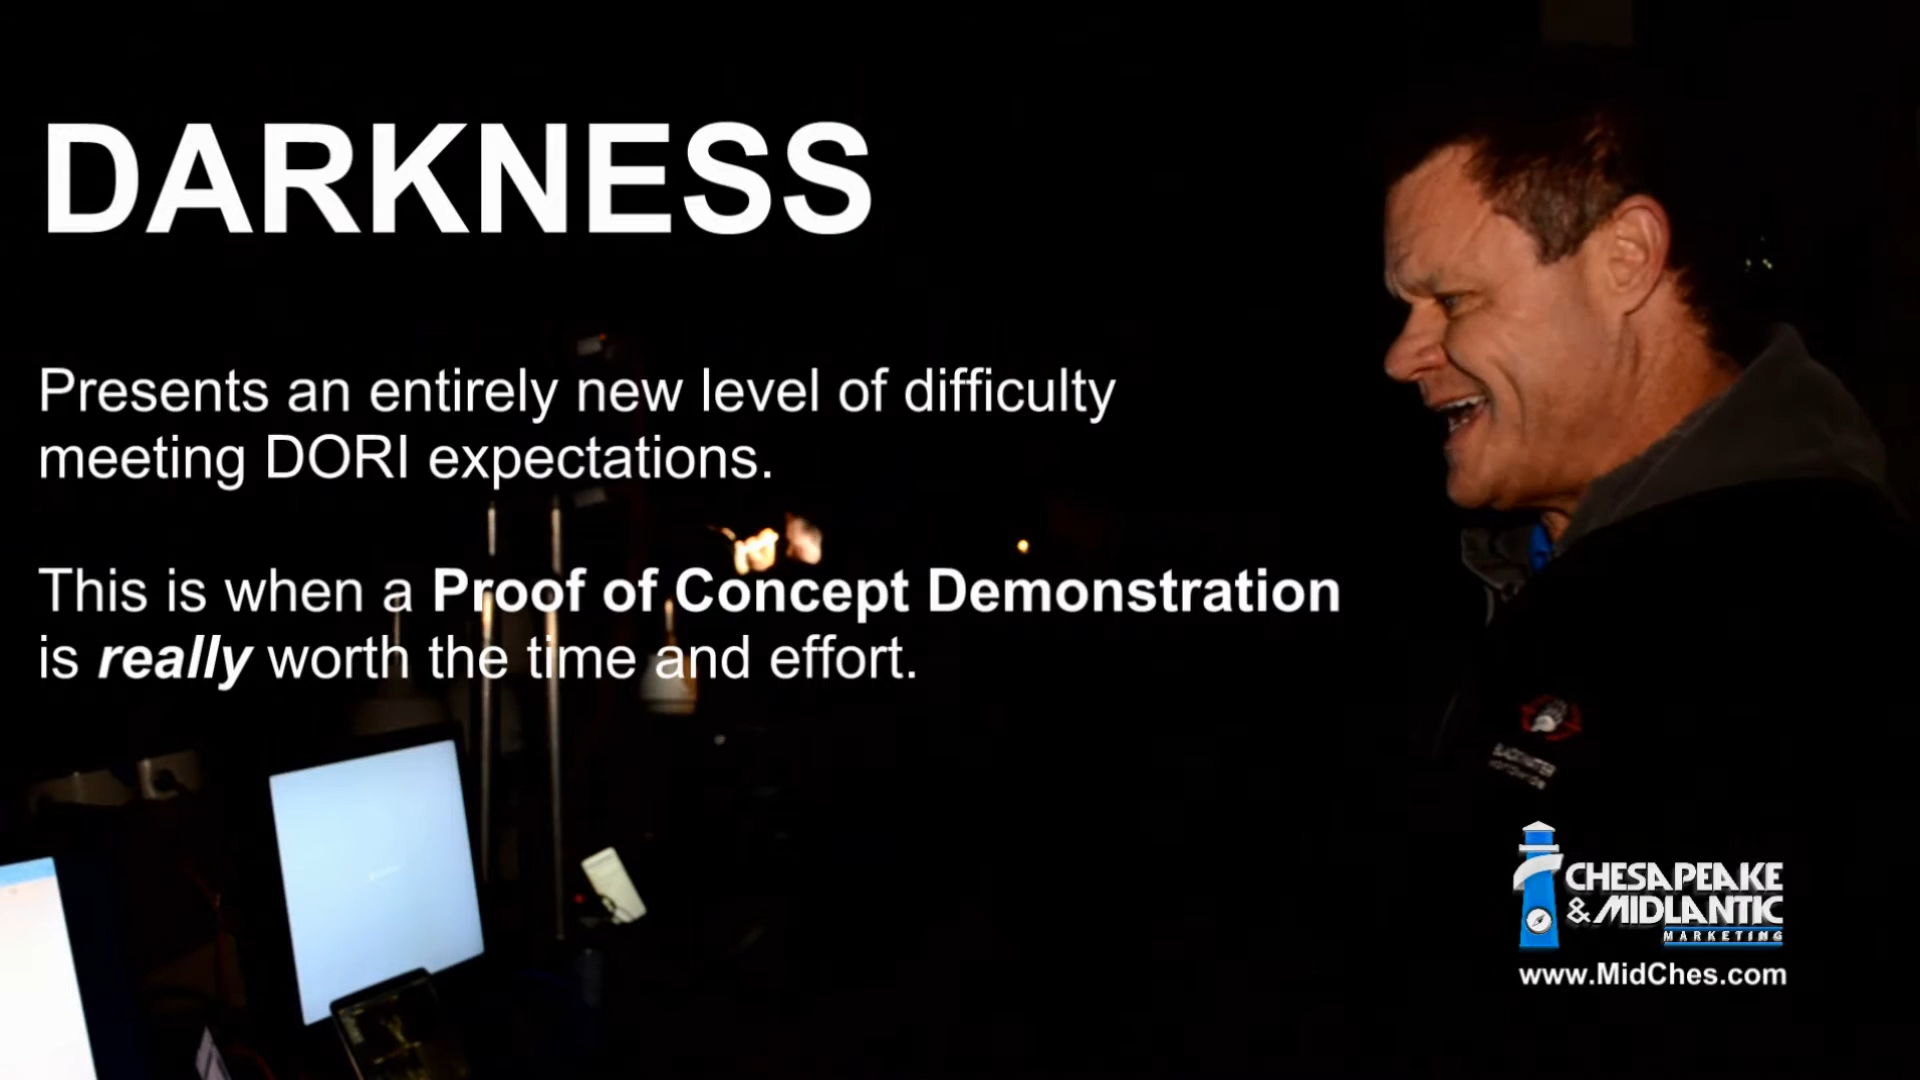 DARKNESS
Presents an entirely new level of difficulty
meeting DORI expectations.
This is when a Proof of Concept Demonstration
is really worth the time and effort.
CHESAPEAKE
& MIDLANTIC
MARKETING
www.MidChes.com